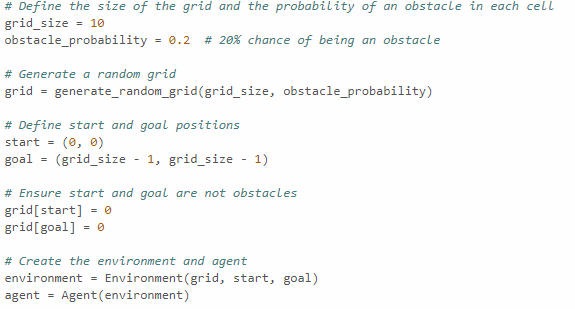 # Define the size of the grid and the probability of an obstacle in each cell
grid_size = 10
obstacle_probability = 0.2  # 20% chance of being an obstacle

# Generate a random grid
grid = generate_random_grid(grid_size, obstacle_probability)

# Define start and goal positions
start = (0, 0)
goal = (grid_size - 1, grid_size - 1)

# Ensure start and goal are not obstacles
grid[start] = 0
grid[goal] = 0

# Create the environment and agent
environment = Environment(grid, start, goal)
agent = Agent(environment)